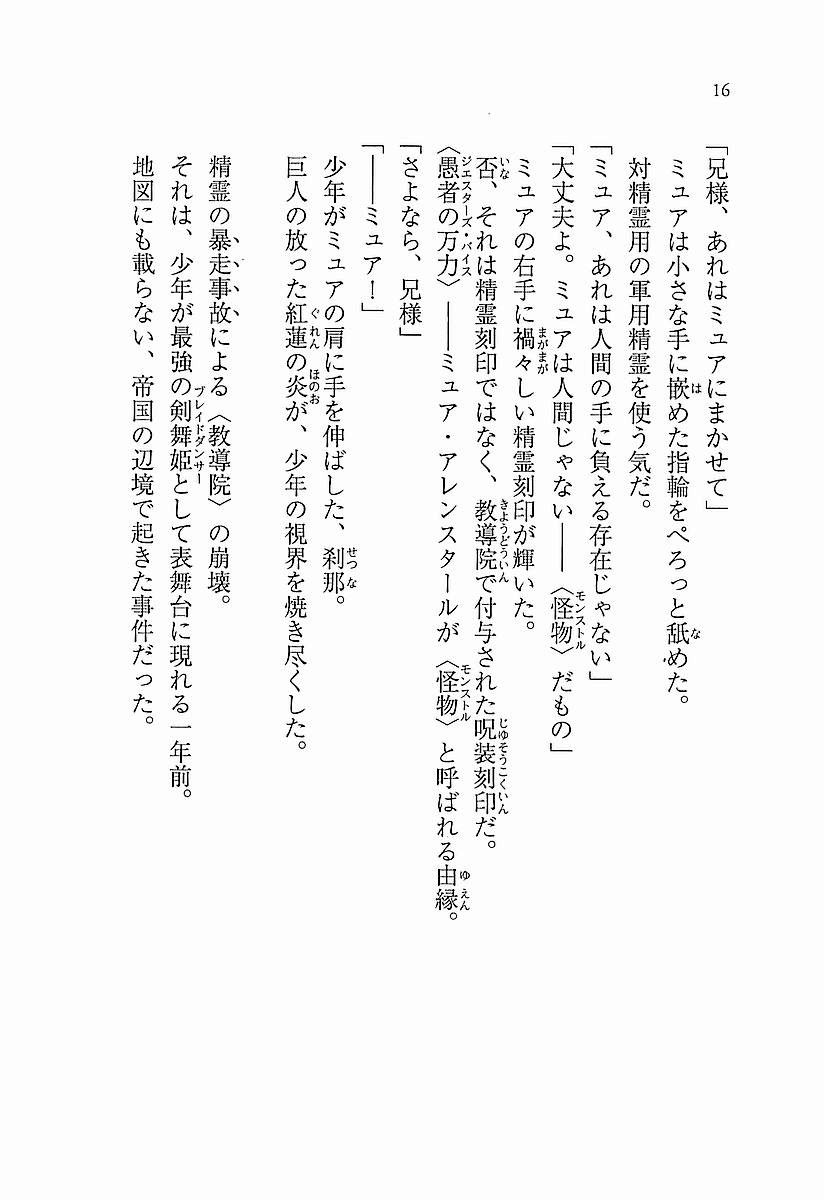 16
「兄様、あれはミュアにまかせて」
ミュアは小さな手に嵌めた指輪をぺろっと舐めた。
対精霊用の軍用精霊を使う気だ。
「ミュア、あれは人間の手に負える存在じゃない」
「大丈夫よ。ミュアは人間じゃない――〈怪物〉だもの」
ミュアの右手に禍々しい精霊刻印が輝いた。
否、それは精霊刻印ではなく、教導院で付与された呪装刻印だ。
〈愚者の万力〉――ミュア・アレンスタールが〈怪物〉と呼ばれる由縁。
「さよなら、兄様」
「――ミュア！」
少年がミュアの肩に手を伸ばした、刹那。
巨人の放った紅蓮の炎が、少年の視界を焼き尽くした。
精霊の暴走事故による〈教導院〉の崩壊。
それは、少年が最強の剣舞姫として表舞台に現れる一年前。
地図にも載らない、帝国の辺境で起きた事件だった。